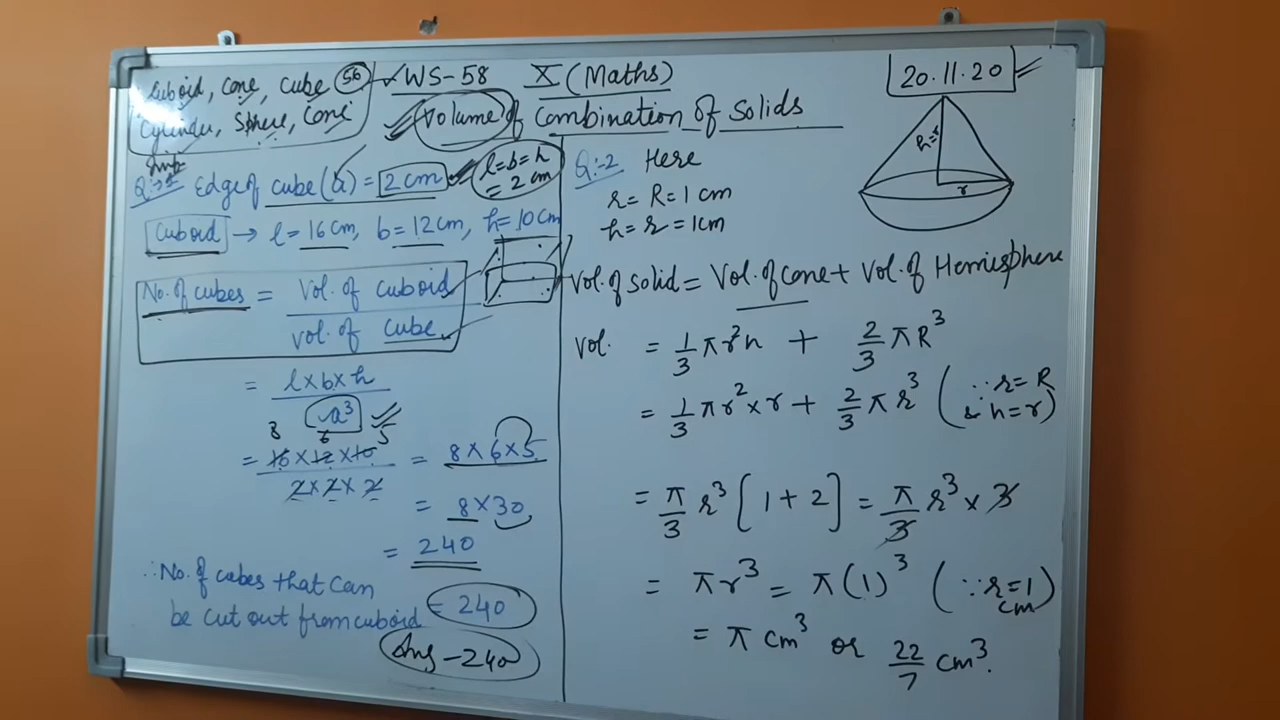 Cuboid, Cone, Cube 56 WS-58 X (Maths) 20.11.20
Cylinder, Sphere, Cone
Volume of Combination of Solids
Edge of cube (a) = 2 cm
l=b=h
= 2 cm
Cuboid → l = 16 cm, b = 12 cm, h = 10 cm
No. of cubes = Vol. of cuboid
Vol. of cube
= l×b×h
a³
8 6 5
= 16×12×10 = 8×6×5
2×2×2
= 8×30
= 240
∴ No. of cubes that can
be cut out from cuboid = 240
Ans – 240
Q:-2 Here
r = R = 1 cm
h = r = 1 cm
h=r
r
Vol. of solid = Vol. of Cone + Vol. of Hemisphere
Vol. = 1/3 πr²h + 2/3 πR³
= 1/3 πr²×r + 2/3 πr³ (∵ r = R
& h = r)
= π/3 r³ [1+2] = π/3 r³ × 3
= πr³ = π(1)³ (∵ r = 1
cm)
= π cm³ or 22/7 cm³.